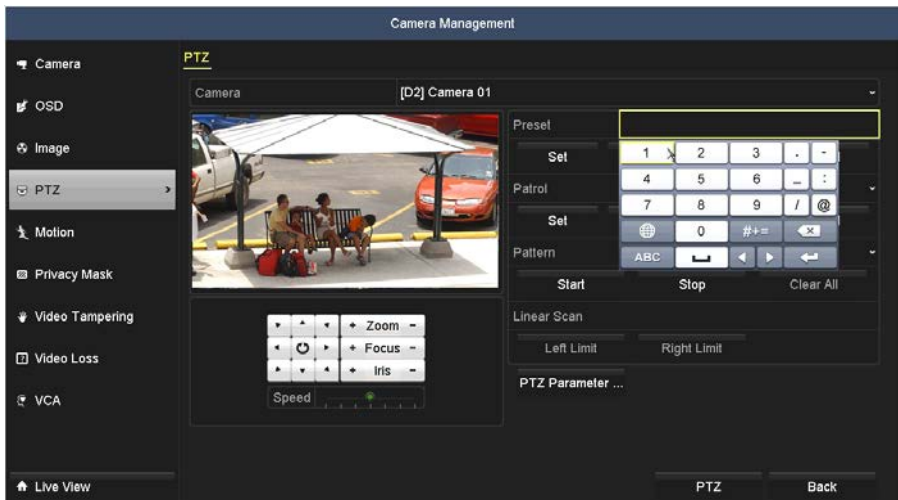 Camera Management
Camera
OSD
Image
PTZ
Motion
Privacy Mask
Video Tampering
Video Loss
VCA
Live View
PTZ
Camera [D2] Camera 01
Preset
Set
1 2 3 . -
4 5 6 _ :
7 8 9 / @
0 #+=
ABC
Patrol
Set
Pattern
Start Stop Clear All
Linear Scan
Left Limit Right Limit
PTZ Parameter ...
+ Zoom -
+ Focus -
+ Iris -
Speed
PTZ Back